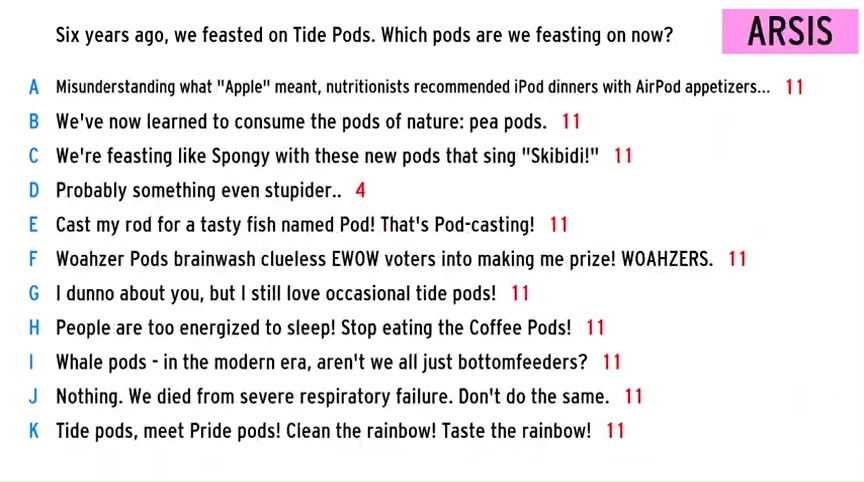 Six years ago, we feasted on Tide Pods. Which pods are we feasting on now?
ARSIS
A Misunderstanding what "Apple" meant, nutritionists recommended iPod dinners with AirPod appetizers... 11
B We've now learned to consume the pods of nature: pea pods. 11
C We're feasting like Spongy with these new pods that sing "Skibidi!" 11
D Probably something even stupider.. 4
E Cast my rod for a tasty fish named Pod! That's Pod-casting! 11
F Woahzer Pods brainwash clueless EWOW voters into making me prize! WOAHZERS. 11
G I dunno about you, but I still love occasional tide pods! 11
H People are too energized to sleep! Stop eating the Coffee Pods! 11
I Whale pods - in the modern era, aren't we all just bottomfeeders? 11
J Nothing. We died from severe respiratory failure. Don't do the same. 11
K Tide pods, meet Pride pods! Clean the rainbow! Taste the rainbow! 11